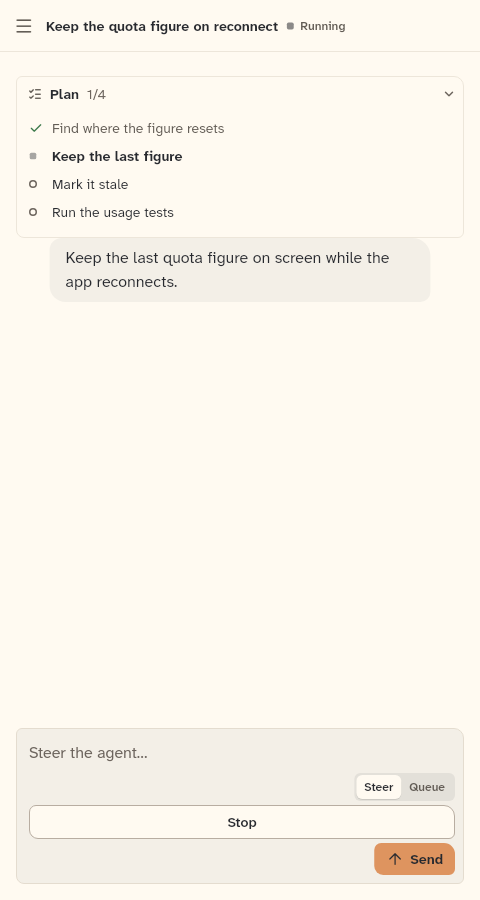 Keep the quota figure on reconnect Running
Plan 1/4
Find where the figure resets
Keep the last figure
Mark it stale
Run the usage tests
Keep the last quota figure on screen while the
app reconnects.
Steer the agent...
Steer Queue
Stop
Send